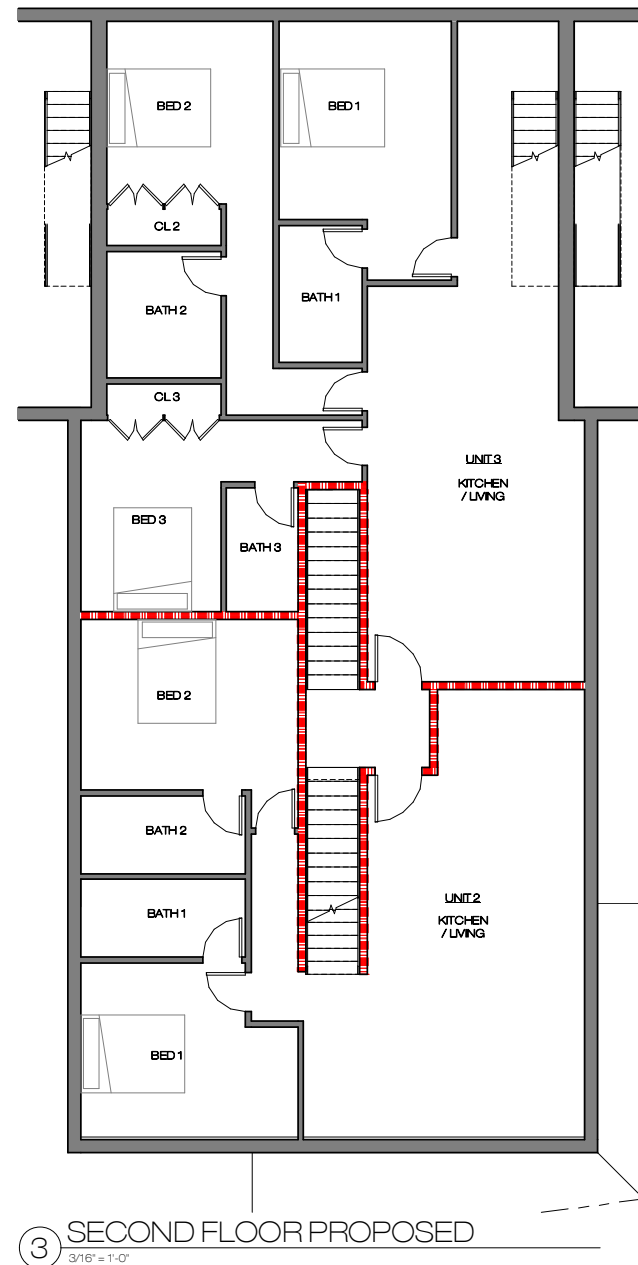 BED 2
BED 1
CL 2
BATH 2
BATH 1
CL 3
UNIT 3
KITCHEN
/ LIVING
BED 3
BATH 3
BED 2
BATH 2
UNIT 2
KITCHEN
/ LIVING
BATH 1
BED 1
3 SECOND FLOOR PROPOSED
3/16" = 1'-0"